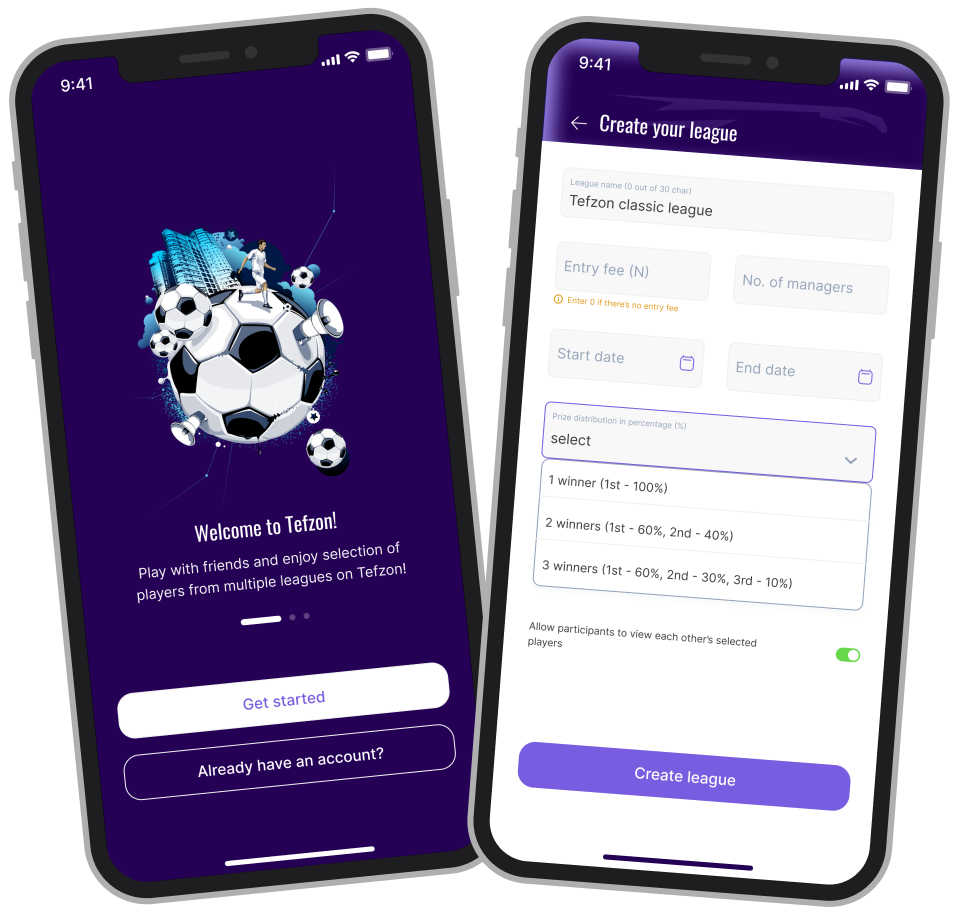 9:41
Welcome to Tefzon!
Play with friends and enjoy selection of
players from multiple leagues on Tefzon!
Get started
Already have an account?
9:41
Create your league
League name (0 out of 30 char)
Tefzon classic league
Entry fee (N)
No. of managers
Enter 0 if there's no entry fee
Start date
End date
Prize distribution in percentage (%)
select
1 winner (1st - 100%)
2 winners (1st - 60%, 2nd - 40%)
3 winners (1st - 60%, 2nd - 30%, 3rd - 10%)
Allow participants to view each other's selected
players
Create league